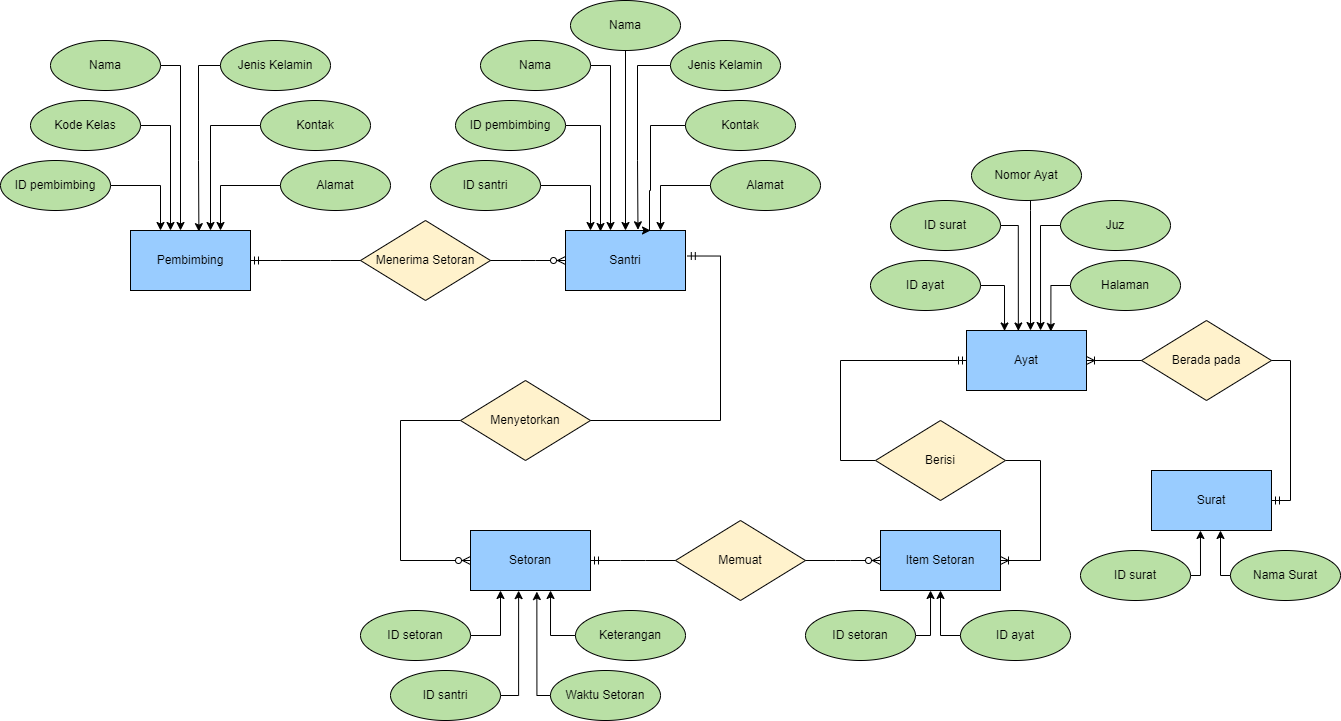 Nama
Jenis Kelamin
Kode Kelas
Kontak
ID pembimbing
Alamat
Pembimbing
Menerima Setoran
Nama
Nama
Jenis Kelamin
ID pembimbing
Kontak
ID santri
Alamat
Santri
Menyetorkan
Nomor Ayat
ID surat
Juz
ID ayat
Halaman
Ayat
Berada pada
Berisi
Surat
ID surat
Nama Surat
Setoran
Memuat
Item Setoran
ID setoran
Keterangan
ID santri
Waktu Setoran
ID setoran
ID ayat